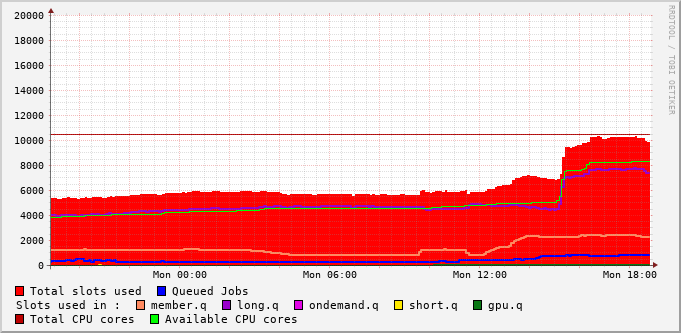 20000
18000
16000
14000
12000
10000
8000
6000
4000
2000
0
Mon 00:00 Mon 06:00 Mon 12:00 Mon 18:00
Total slots used Queued Jobs
Slots used in : member.q long.q ondemand.q short.q gpu.q
Total CPU cores Available CPU cores
RRDTOOL / TOBI OETIKER